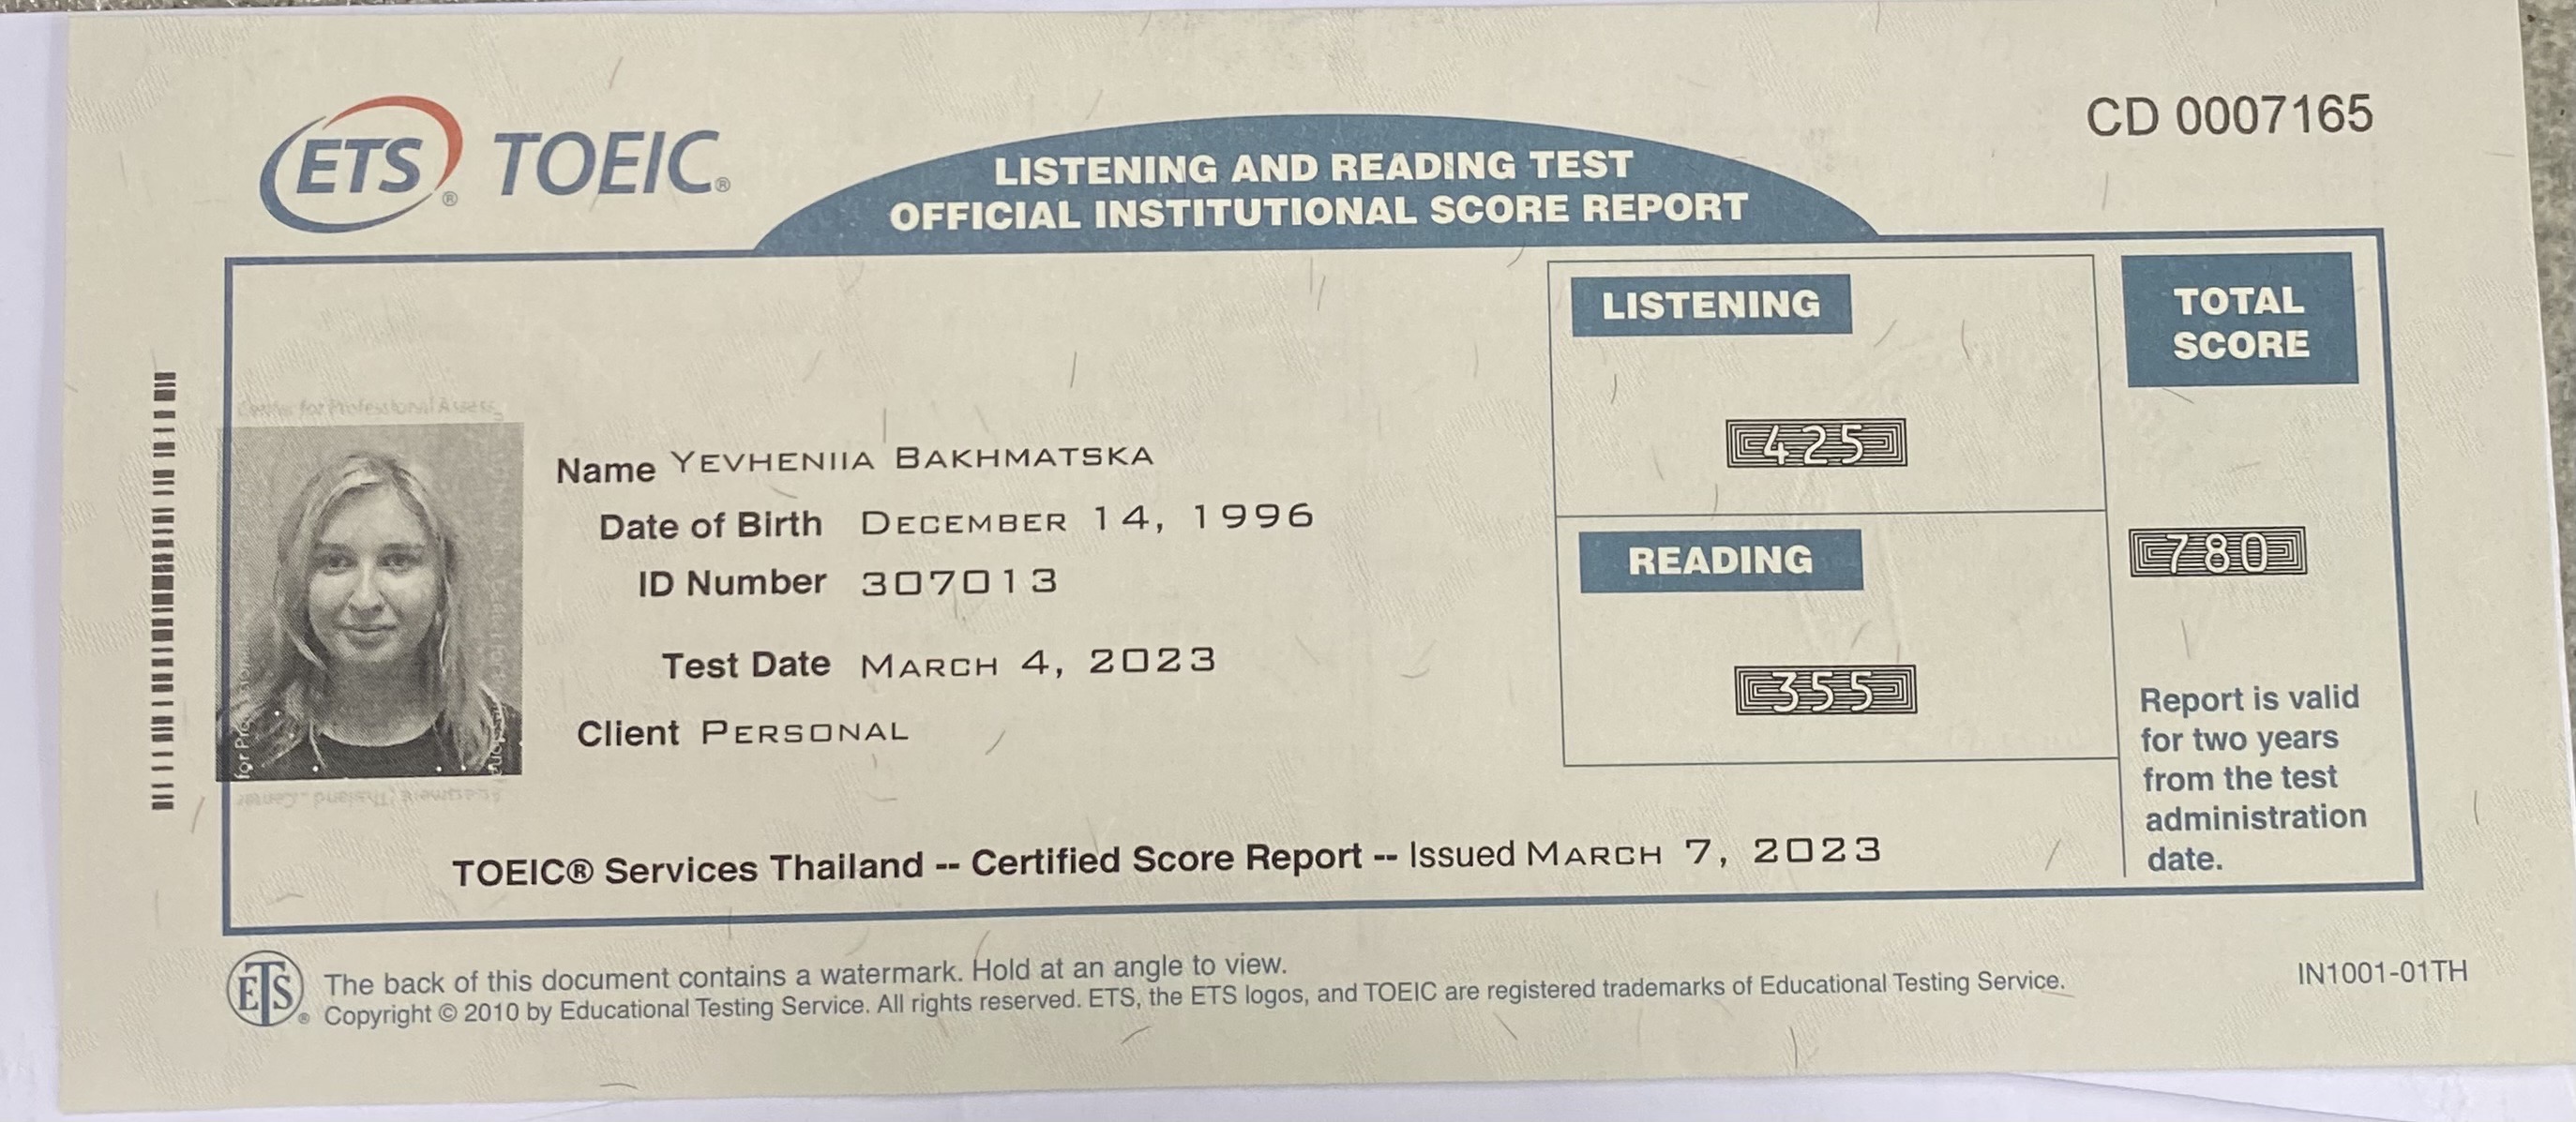 ETS® TOEIC®
LISTENING AND READING TEST
OFFICIAL INSTITUTIONAL SCORE REPORT
CD 0007165
LISTENING
425
READING
355
TOTAL
SCORE
780
Report is valid
for two years
from the test
administration
date.
Center for Professional Assess
Name YEVHENIIA BAKHMATSKA
Date of Birth DECEMBER 14, 1996
ID Number 307013
Test Date MARCH 4, 2023
Client PERSONAL
TOEIC® Services Thailand -- Certified Score Report -- Issued MARCH 7, 2023
ETS®
The back of this document contains a watermark. Hold at an angle to view.
Copyright © 2010 by Educational Testing Service. All rights reserved. ETS, the ETS logos, and TOEIC are registered trademarks of Educational Testing Service.
IN1001-01TH